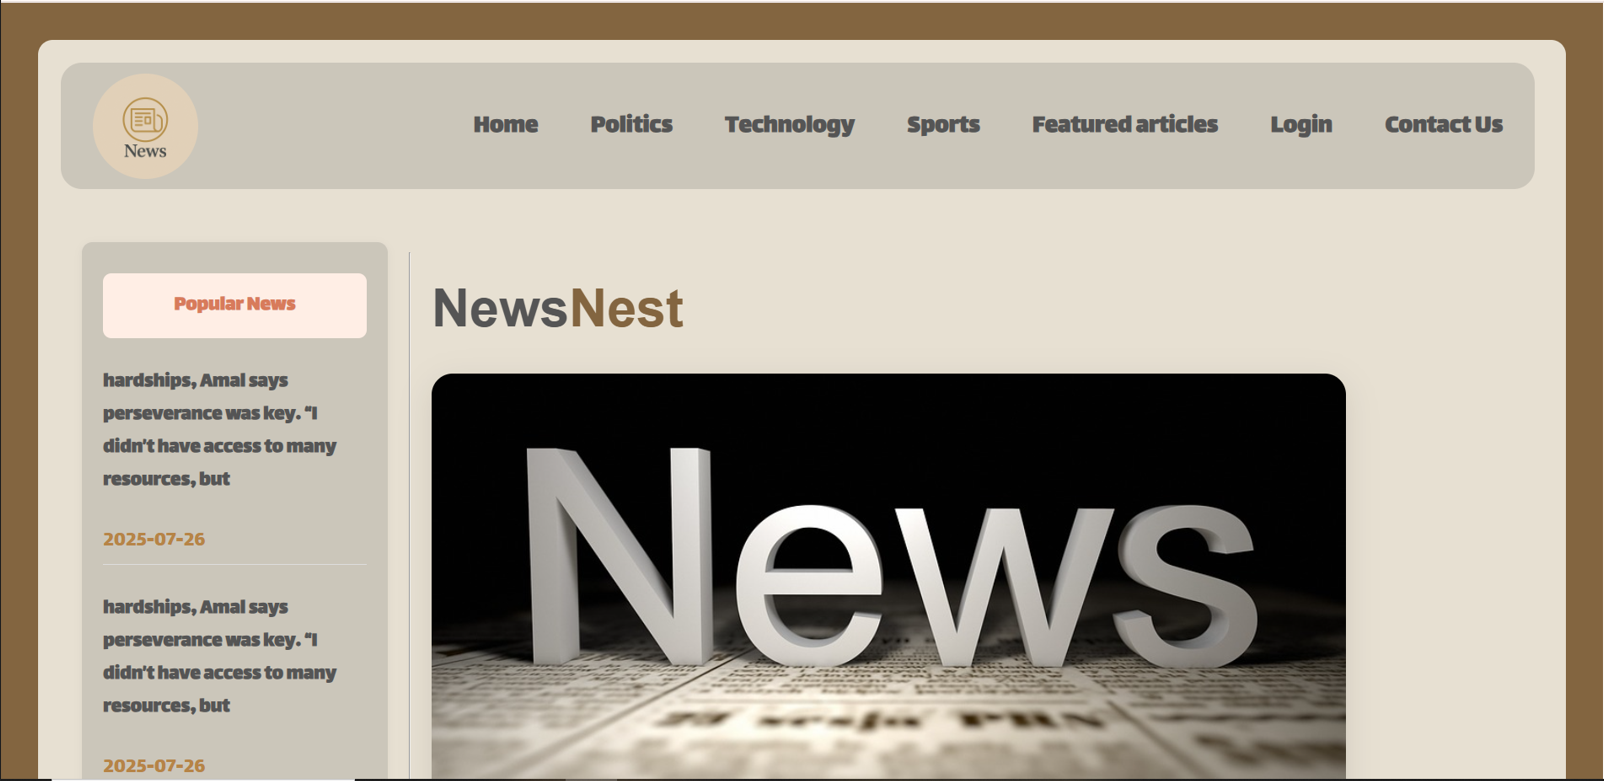 News
Home Politics Technology Sports Featured articles Login Contact Us
Popular News
hardships, Amal says
perseverance was key. “I
didn’t have access to many
resources, but
2025-07-26
hardships, Amal says
perseverance was key. “I
didn’t have access to many
resources, but
2025-07-26
NewsNest
News